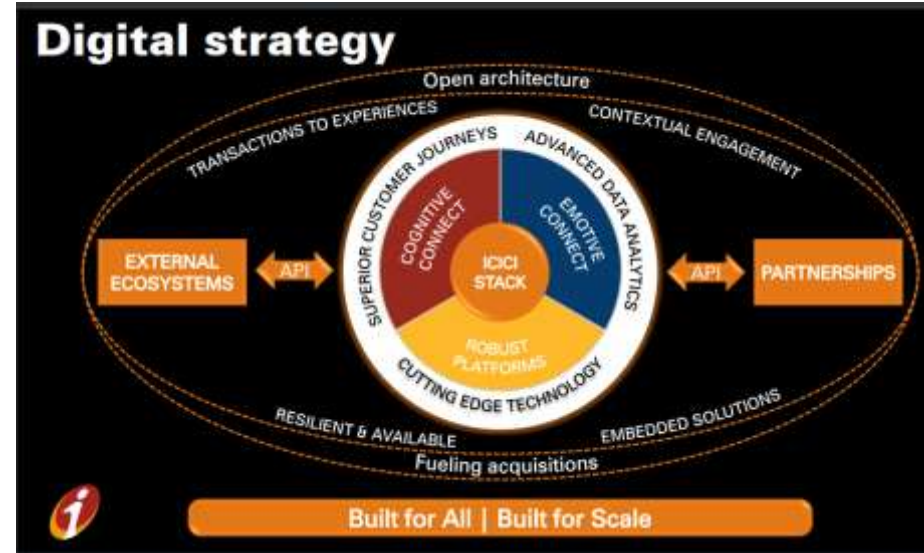 Digital strategy
Open architecture
TRANSACTIONS TO EXPERIENCES
CONTEXTUAL ENGAGEMENT
SUPERIOR CUSTOMER JOURNEYS
ADVANCED DATA ANALYTICS
COGNITIVE
CONNECT
EMOTIVE
CONNECT
EXTERNAL
ECOSYSTEMS
API
ICICI
STACK
API
PARTNERSHIPS
ROBUST
PLATFORMS
CUTTING EDGE TECHNOLOGY
RESILIENT & AVAILABLE
EMBEDDED SOLUTIONS
Fueling acquisitions
Built for All | Built for Scale